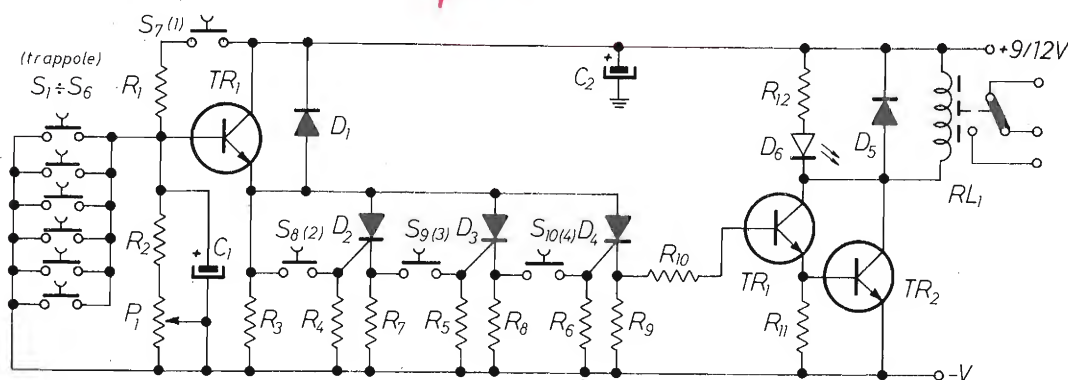 S7(1)
+9/12V
(trappole)
S1÷S6
R1
TR1
D1
C2
R12
D6
D5
RL1
S8(2)
D2
S9(3)
D3
S10(4)
D4
R2
C1
R10
TR1
TR2
P1
R3
R4
R7
R5
R8
R6
R9
R11
-V